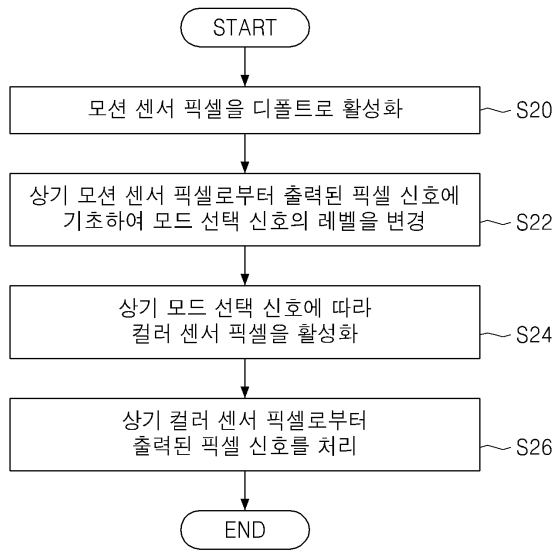 START
모션 센서 픽셀을 디폴트로 활성화
S20
상기 모션 센서 픽셀로부터 출력된 픽셀 신호에
기초하여 모드 선택 신호의 레벨을 변경
S22
상기 모드 선택 신호에 따라
컬러 센서 픽셀을 활성화
S24
상기 컬러 센서 픽셀로부터
출력된 픽셀 신호를 처리
S26
END